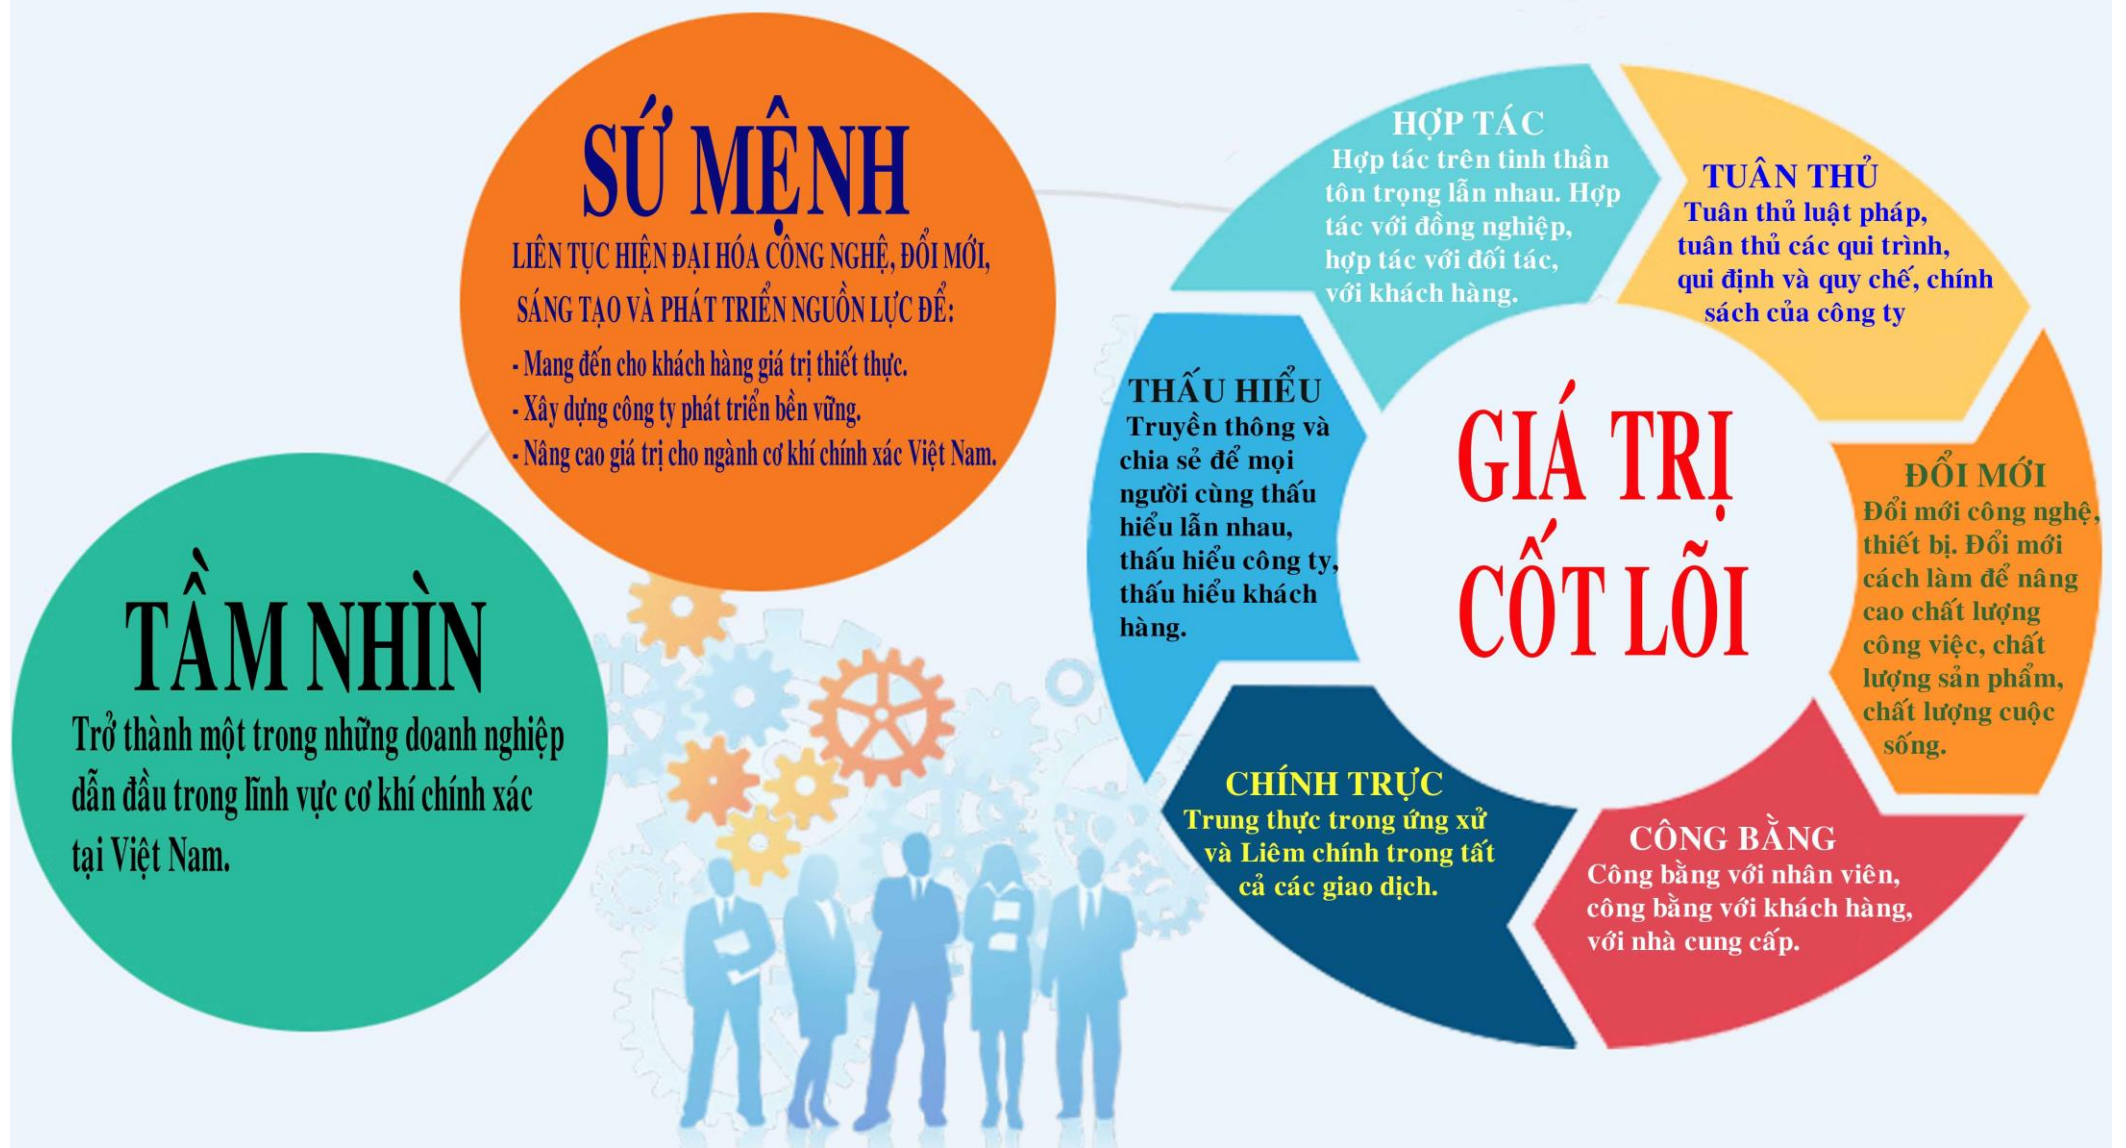 SỨ MỆNH
LIÊN TỤC HIỆN ĐẠI HÓA CÔNG NGHỆ, ĐỔI MỚI,
SÁNG TẠO VÀ PHÁT TRIỂN NGUỒN LỰC ĐỂ:
- Mang đến cho khách hàng giá trị thiết thực.
- Xây dựng công ty phát triển bền vững.
- Nâng cao giá trị cho ngành cơ khí chính xác Việt Nam.
TẦM NHÌN
Trở thành một trong những doanh nghiệp
dẫn đầu trong lĩnh vực cơ khí chính xác
tại Việt Nam.
GIÁ TRỊ
CỐT LÕI
HỢP TÁC
Hợp tác trên tinh thần
tôn trọng lẫn nhau. Hợp
tác với đồng nghiệp,
hợp tác với đối tác,
với khách hàng.
TUÂN THỦ
Tuân thủ luật pháp,
tuân thủ các qui trình,
qui định và quy chế, chính
sách của công ty
ĐỔI MỚI
Đổi mới công nghệ,
thiết bị. Đổi mới
cách làm để nâng
cao chất lượng
công việc, chất
lượng sản phẩm,
chất lượng cuộc
sống.
CÔNG BẰNG
Công bằng với nhân viên,
công bằng với khách hàng,
với nhà cung cấp.
CHÍNH TRỰC
Trung thực trong ứng xử
và Liêm chính trong tất
cả các giao dịch.
THẤU HIỂU
Truyền thông và
chia sẻ để mọi
người cùng thấu
hiểu lẫn nhau,
thấu hiểu công ty,
thấu hiểu khách
hàng.